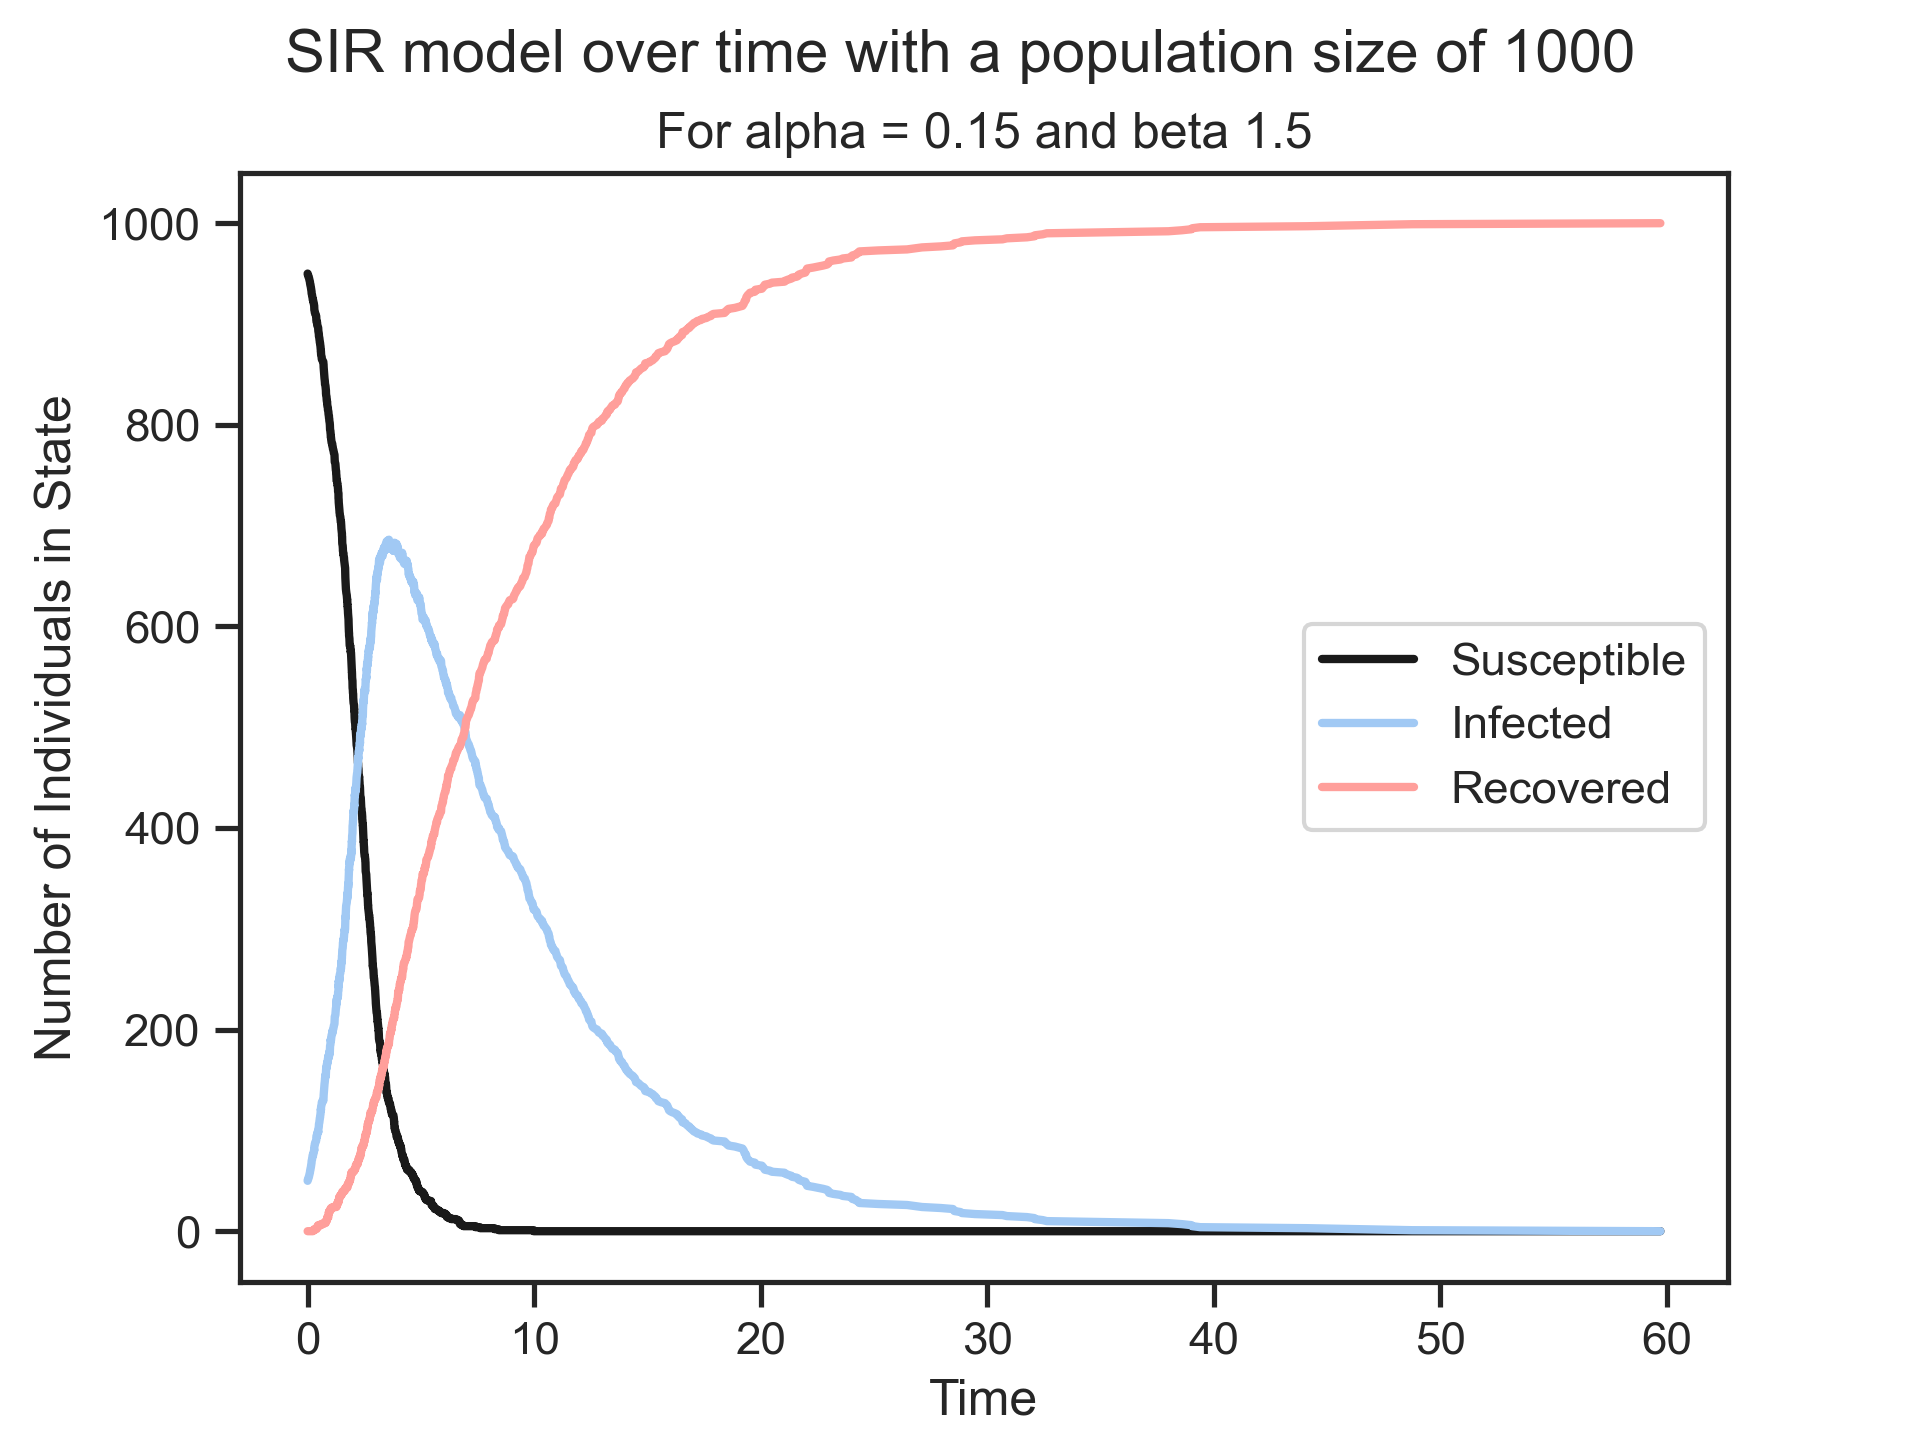 SIR model over time with a population size of 1000
For alpha = 0.15 and beta 1.5
Number of Individuals in State
1000
800
600
400
200
0
Susceptible
Infected
Recovered
0 10 20 30 40 50 60
Time